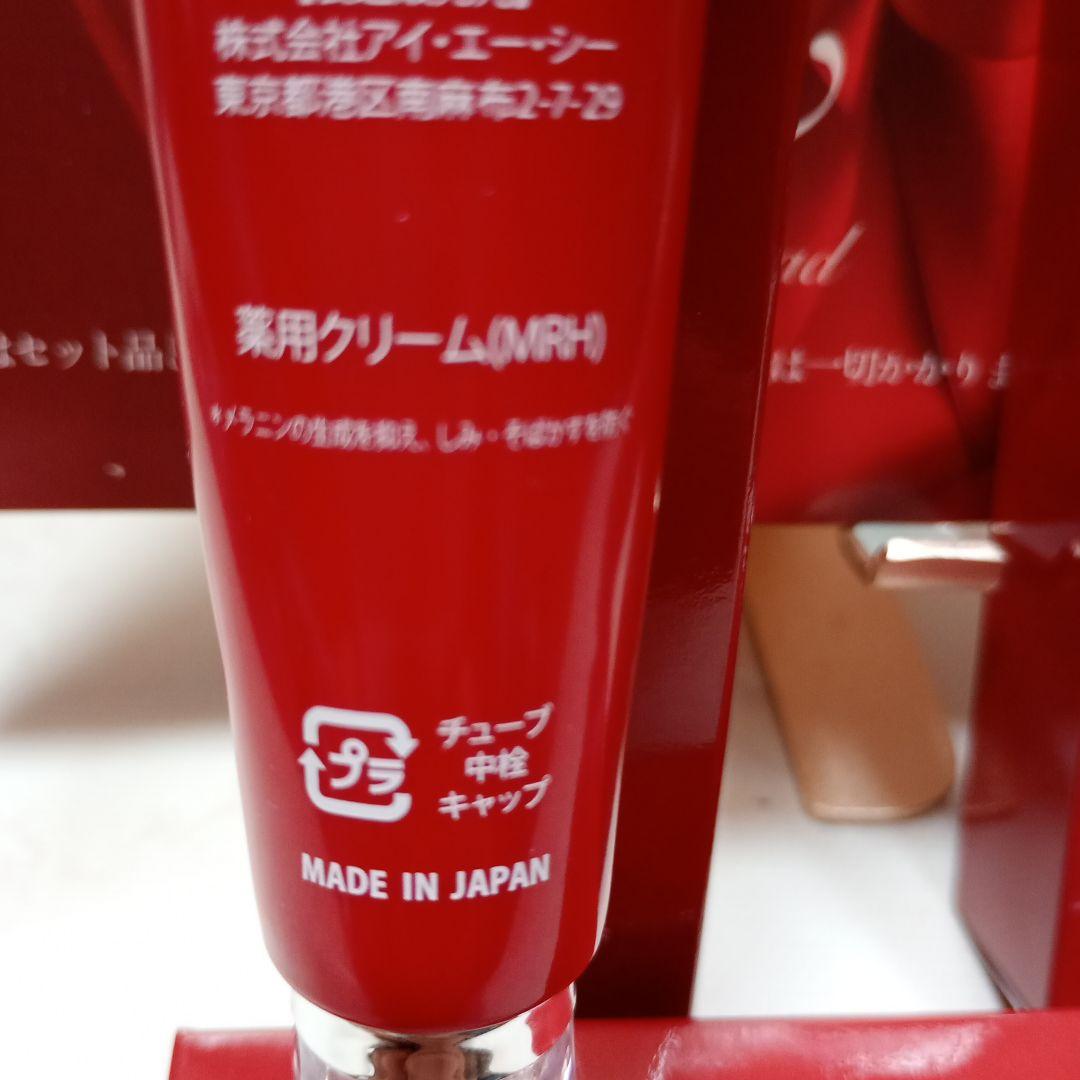 株式会社アイ・エー・シー
東京都港区南麻布2-7-29
薬用クリーム(MRH)
*メラニンの生成を抑え、しみ・そばかすを防ぐ
プラ
チューブ
中栓
キャップ
MADE IN JAPAN
セット品
ad
は一切かかりま